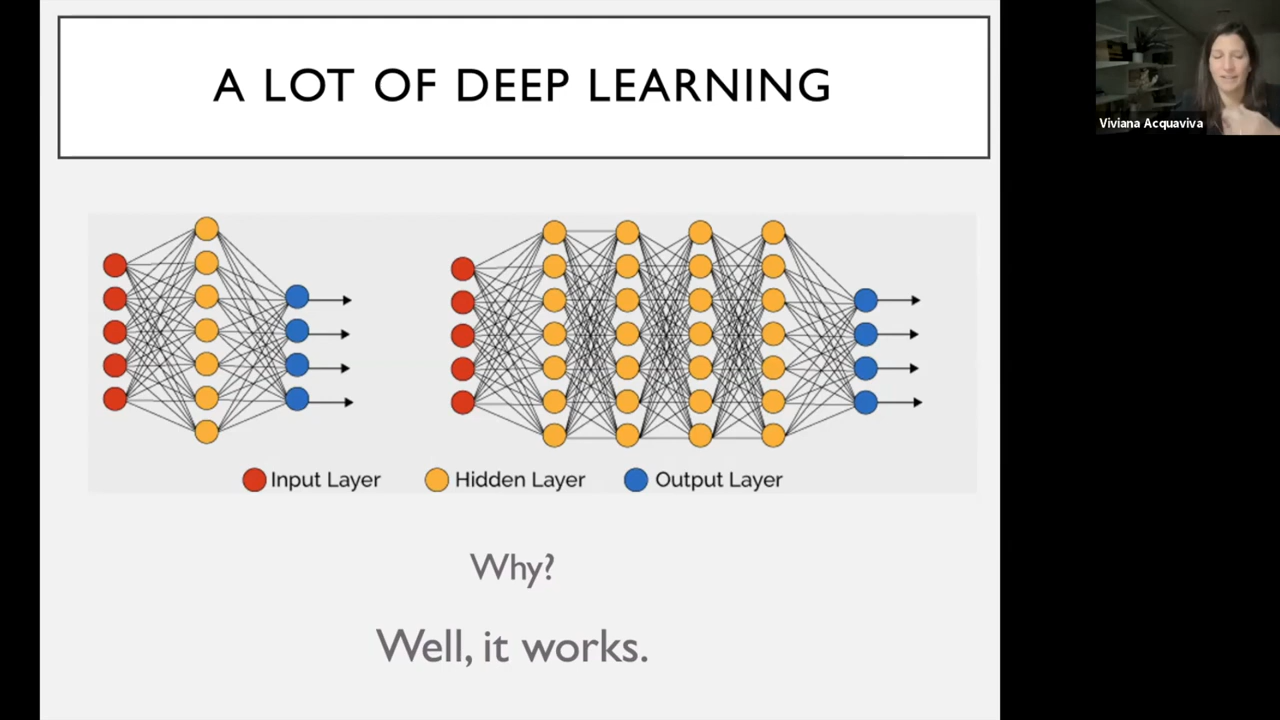 A LOT OF DEEP LEARNING
Viviana Acquaviva
Input Layer
Hidden Layer
Output Layer
Why?
Well, it works.